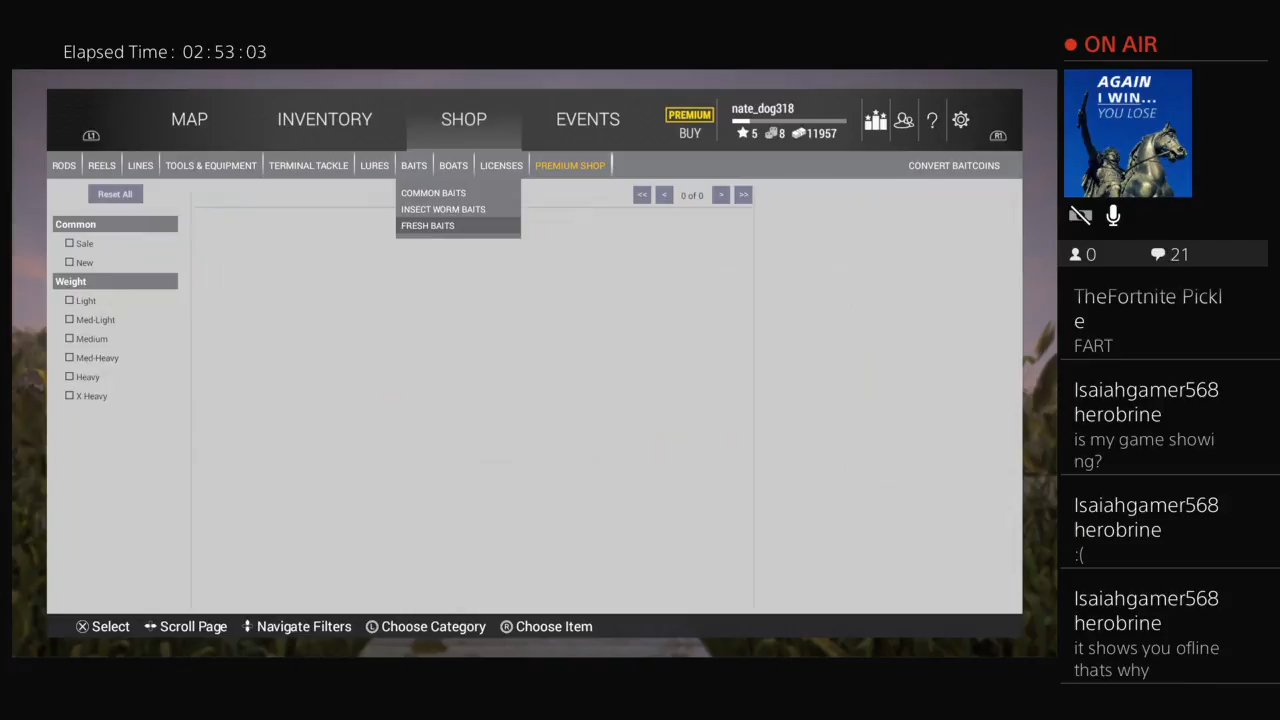 Elapsed Time: 02:53:03
ON AIR
AGAIN
I WIN...
YOU LOSE
MAP
INVENTORY
SHOP
EVENTS
PREMIUM
BUY
nate_dog318
5 8 11957
?
L1
R1
RODS
REELS
LINES
TOOLS & EQUIPMENT
TERMINAL TACKLE
LURES
BAITS
BOATS
LICENSES
PREMIUM SHOP
CONVERT BAITCOINS
COMMON BAITS
INSECT WORM BAITS
FRESH BAITS
Reset All
<< < 0 of 0 > >>
Common
Sale
New
Weight
Light
Med-Light
Medium
Med-Heavy
Heavy
X Heavy
Select
Scroll Page
Navigate Filters
L Choose Category
R Choose Item
0
21
TheFortnite Pickl
e
FART
Isaiahgamer568
herobrine
is my game showi
ng?
Isaiahgamer568
herobrine
:(
Isaiahgamer568
herobrine
it shows you ofline
thats why